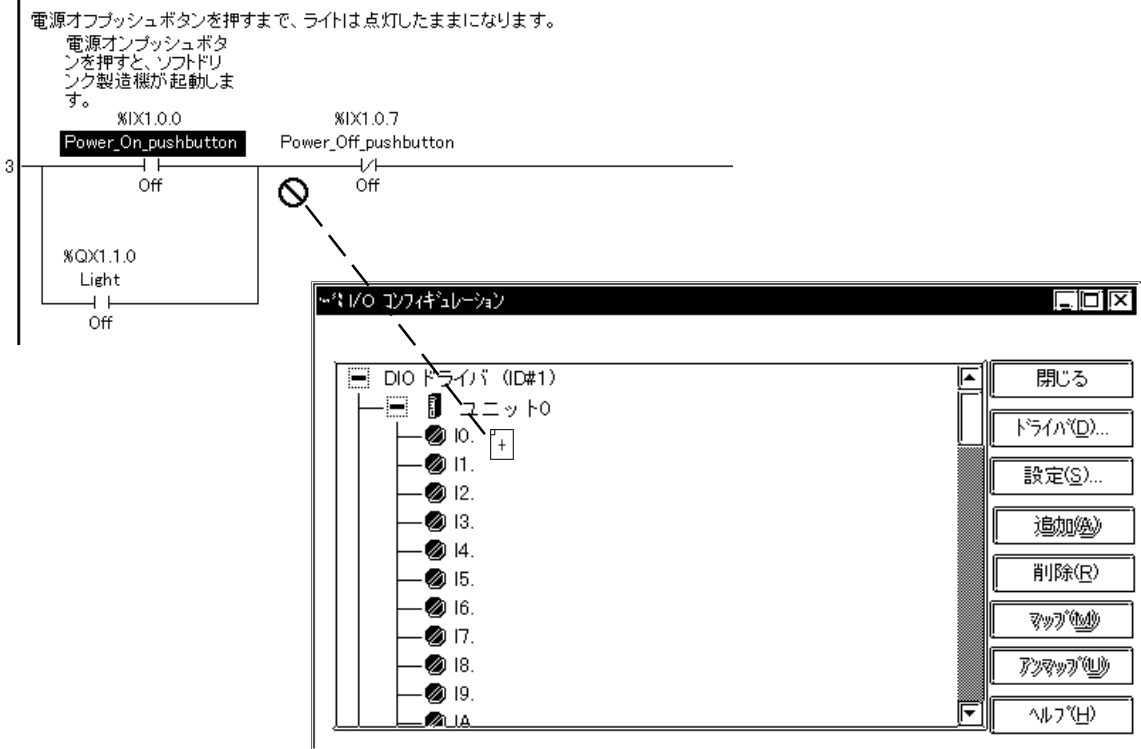 電源オフプッシュボタンを押すまで、ライトは点灯したままになります。
電源オンプッシュボタ
ンを押すと、ソフトドリ
ンク製造機が起動しま
す。
%IX1.0.0
%IX1.0.7
Power_On_pushbutton
Power_Off_pushbutton
3
Off
Off
%QX1.1.0
Light
Off
I/O コンフィギュレーション
DIO ドライバ (ID#1)
ユニット0
I0.
I1.
I2.
I3.
I4.
I5.
I6.
I7.
I8.
I9.
IA
閉じる
ドライバ(D)...
設定(S)...
追加(A)
削除(R)
マップ(M)
アンマップ(U)
ヘルプ(H)